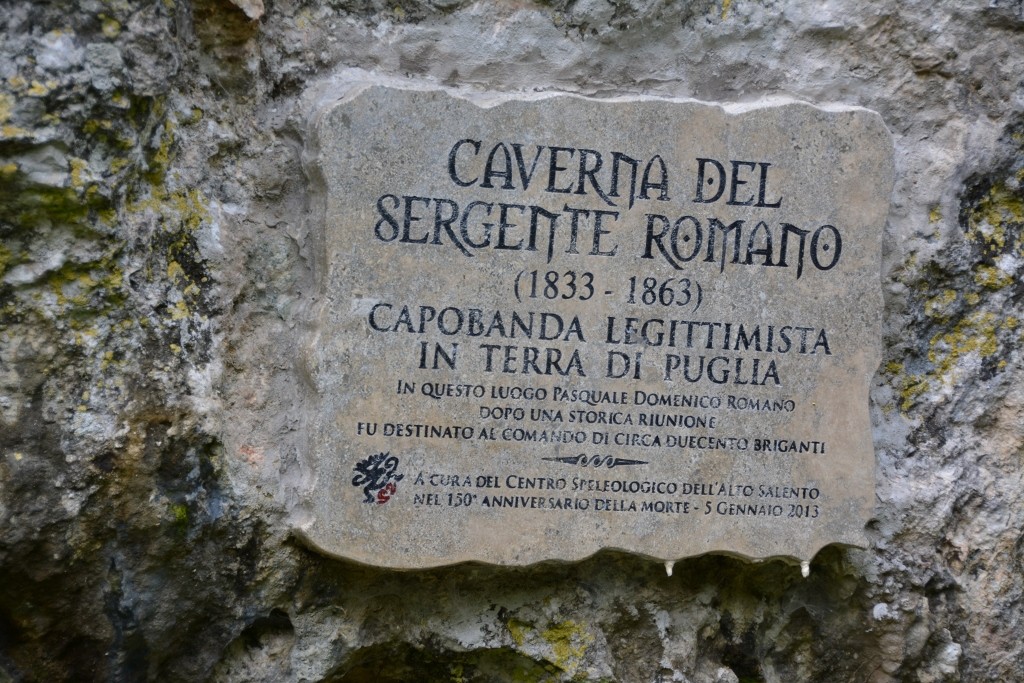 CAVERNA DEL
SERGENTE ROMANO
(1833 - 1863)
CAPOBANDA LEGITTIMISTA
IN TERRA DI PUGLIA
IN QUESTO LUOGO PASQUALE DOMENICO ROMANO
DOPO UNA STORICA RIUNIONE
FU DESTINATO AL COMANDO DI CIRCA DUECENTO BRIGANTI
A CURA DEL CENTRO SPELEOLOGICO DELL'ALTO SALENTO
NEL 150° ANNIVERSARIO DELLA MORTE - 5 GENNAIO 2013